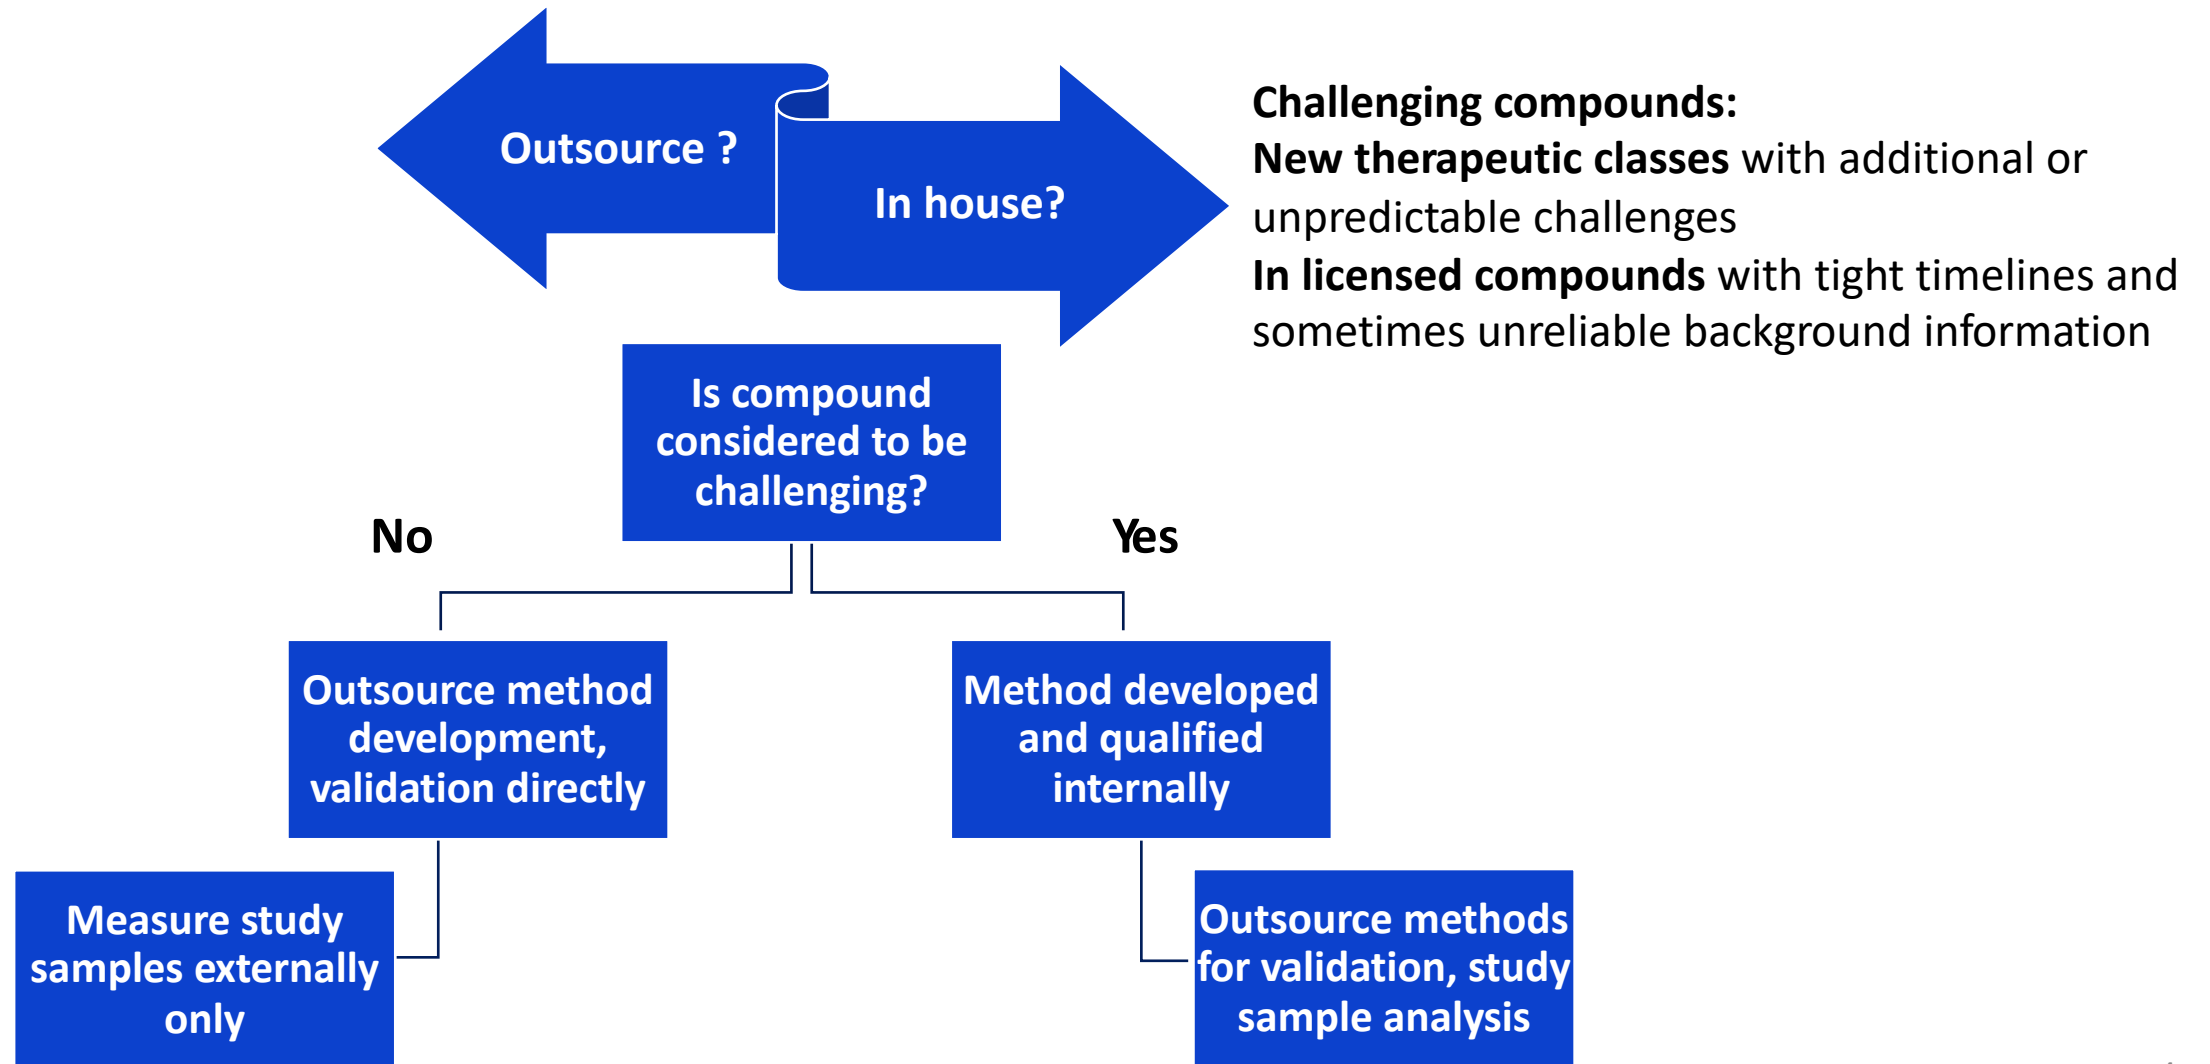 Outsource ?
In house?
Challenging compounds:
New therapeutic classes with additional or
unpredictable challenges
In licensed compounds with tight timelines and
sometimes unreliable background information
Is compound
considered to be
challenging?
No
Yes
Outsource method
development,
validation directly
Method developed
and qualified
internally
Measure study
samples externally
only
Outsource methods
for validation, study
sample analysis